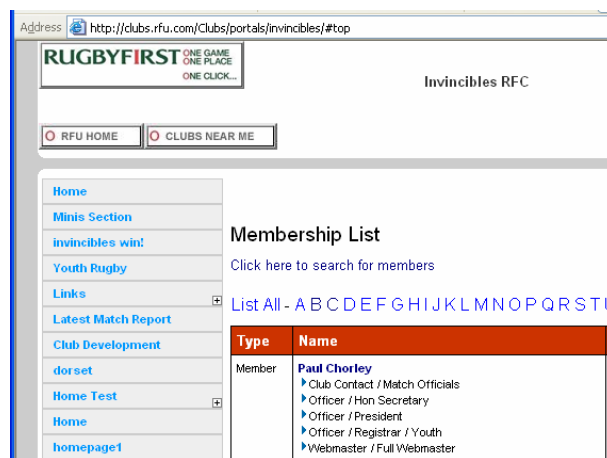 Address http://clubs.rfu.com/Clubs/portals/invincibles/#top
RUGBYFIRST ONE GAME
ONE PLACE
ONE CLICK...
Invincibles RFC
RFU HOME
CLUBS NEAR ME
Home
Minis Section
invincibles win!
Youth Rugby
Links
Latest Match Report
Club Development
dorset
Home Test
Home
homepage1
Membership List
Click here to search for members
List All - A B C D E F G H I J K L M N O P Q R S T U
Type Name
Member Paul Chorley
Club Contact / Match Officials
Officer / Hon Secretary
Officer / President
Officer / Registrar / Youth
Webmaster / Full Webmaster